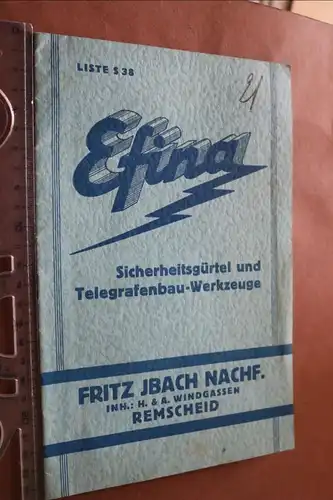 LISTE S 38
21
Efina
Sicherheitsgürtel und
Telegrafenbau-Werkzeuge
FRITZ JBACH NACHF.
INH.: H. & A. WINDGASSEN
REMSCHEID